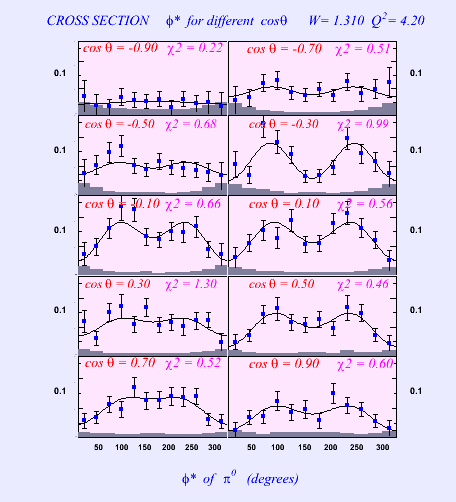 CROSS SECTION ϕ* for different cosθ W= 1.310 Q²= 4.20
cos θ = -0.90 χ2 = 0.22 cos θ = -0.70 χ2 = 0.51
0.1 0.1
cos θ = -0.50 χ2 = 0.68 cos θ = -0.30 χ2 = 0.99
0.1 0.1
cos θ = -0.10 χ2 = 0.66 cos θ = 0.10 χ2 = 0.56
0.1 0.1
cos θ = 0.30 χ2 = 1.30 cos θ = 0.50 χ2 = 0.46
0.1 0.1
cos θ = 0.70 χ2 = 0.52 cos θ = 0.90 χ2 = 0.60
0.1 0.1
50 100 150 200 250 300 50 100 150 200 250 300
ϕ* of π⁰ (degrees)